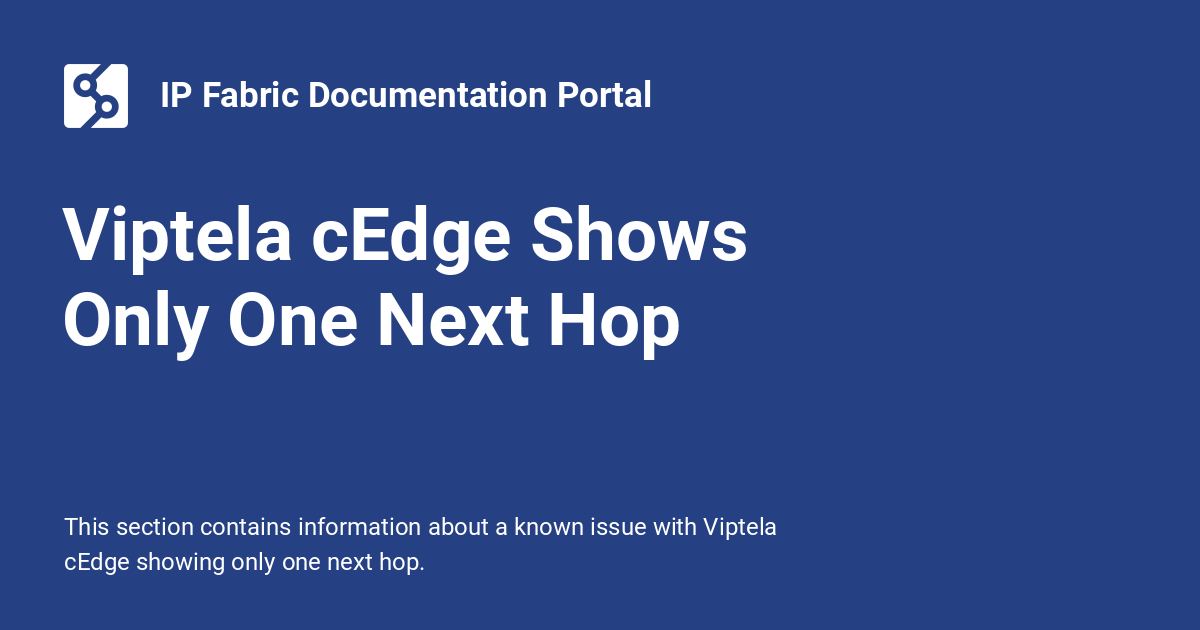 IP Fabric Documentation Portal
Viptela cEdge Shows
Only One Next Hop
This section contains information about a known issue with Viptela
cEdge showing only one next hop.